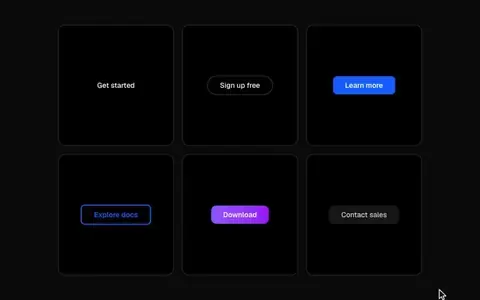 Get started
Sign up free
Learn more
Explore docs
Download
Contact sales